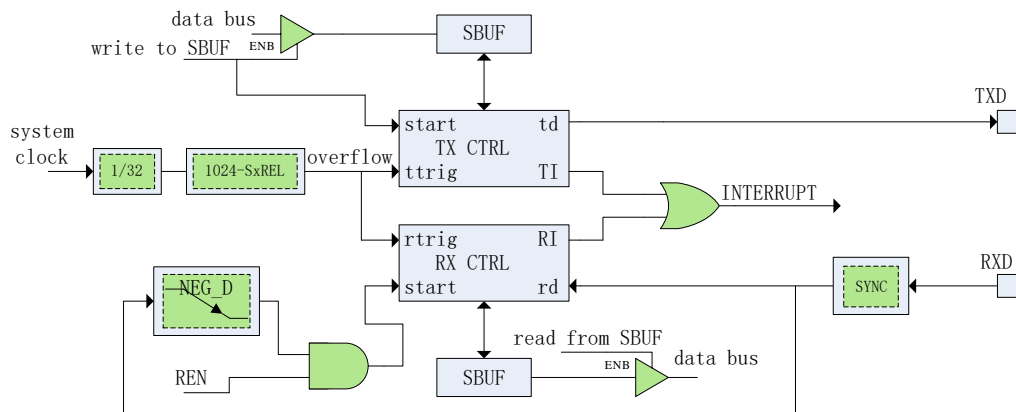 data bus
ENB
SBUF
write to SBUF
TXD
start
td
TX CTRL
system
clock
1/32
1024-SxREL
overflow
ttrig
TI
INTERRUPT
rtrig
RI
RX CTRL
start
rd
RXD
NEG_D
SYNC
read from SBUF
ENB
data bus
REN
SBUF